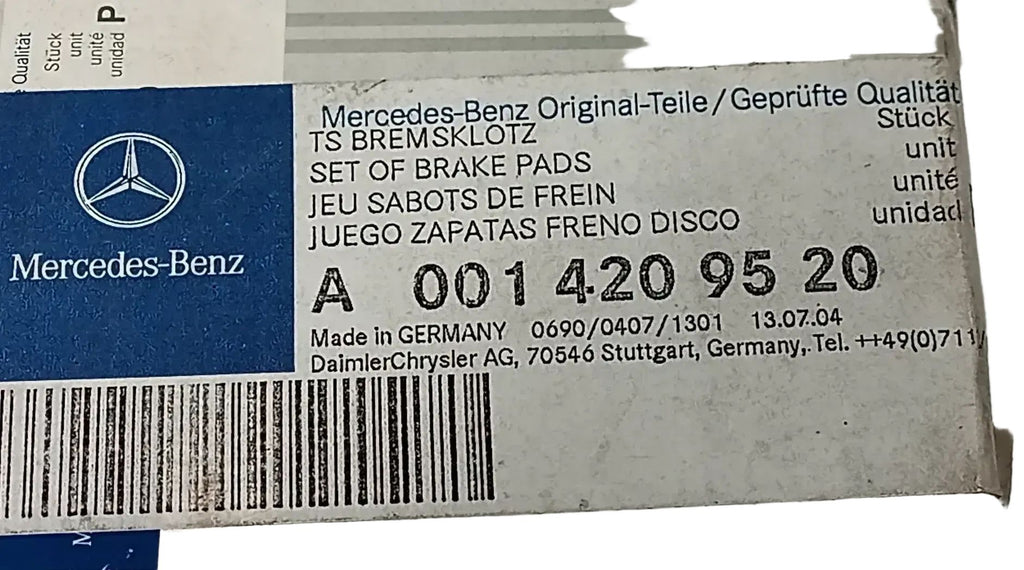 Qualität
Stück
unit
unité
unidad
P
Mercedes-Benz
Mercedes-Benz Original-Teile/Geprüfte Qualität
TS BREMSKLOTZ
Stück
SET OF BRAKE PADS
unit
JEU SABOTS DE FREIN
unité
JUEGO ZAPATAS FRENO DISCO
unidad
A 001 420 95 20
Made in GERMANY 0690/0407/1301 13.07.04
DaimlerChrysler AG, 70546 Stuttgart, Germany, Tel. ++49(0)711/